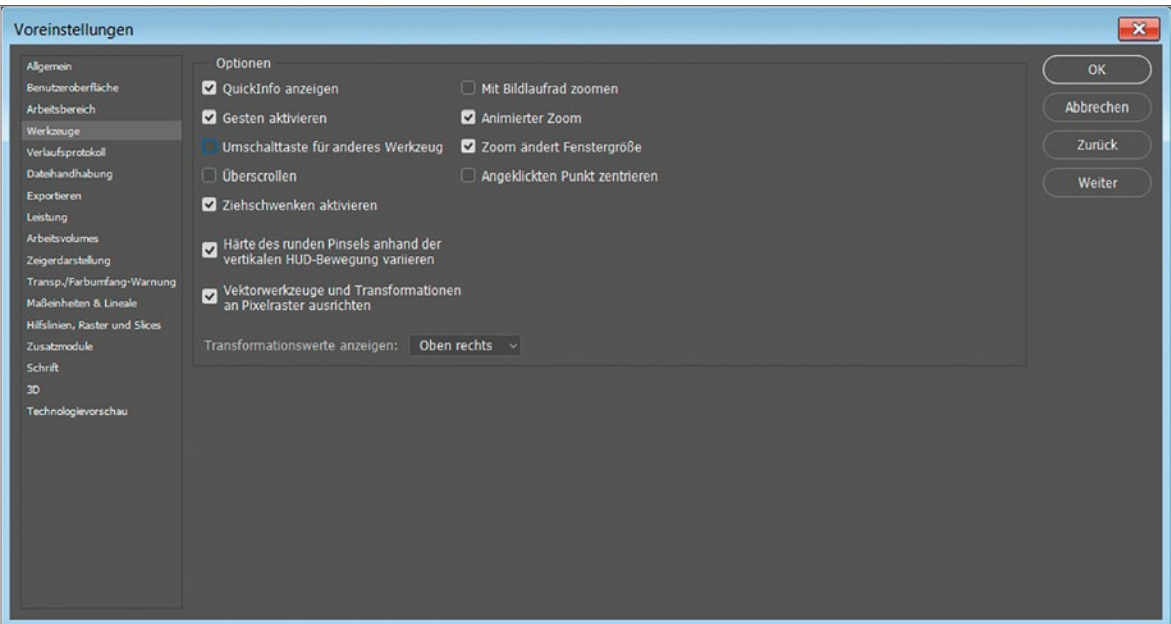 Voreinstellungen
Allgemein
Benutzeroberfläche
Arbeitsbereich
Werkzeuge
Verlaufsprotokoll
Dateihandhabung
Exportieren
Leistung
Arbeitsvolumes
Zeigerdarstellung
Transp./Farbumfang-Warnung
Maßeinheiten & Lineale
Hilfslinien, Raster und Slices
Zusatzmodule
Schrift
3D
Technologievorschau
Optionen
QuickInfo anzeigen
Gesten aktivieren
Umschalttaste für anderes Werkzeug
Überscrollen
Ziehschwenken aktivieren
Härte des runden Pinsels anhand der
vertikalen HUD-Bewegung variieren
Vektorwerkzeuge und Transformationen
an Pixelraster ausrichten
Transformationswerte anzeigen: Oben rechts
Mit Bildlaufrad zoomen
Animierter Zoom
Zoom ändert Fenstergröße
Angeklickten Punkt zentrieren
OK
Abbrechen
Zurück
Weiter